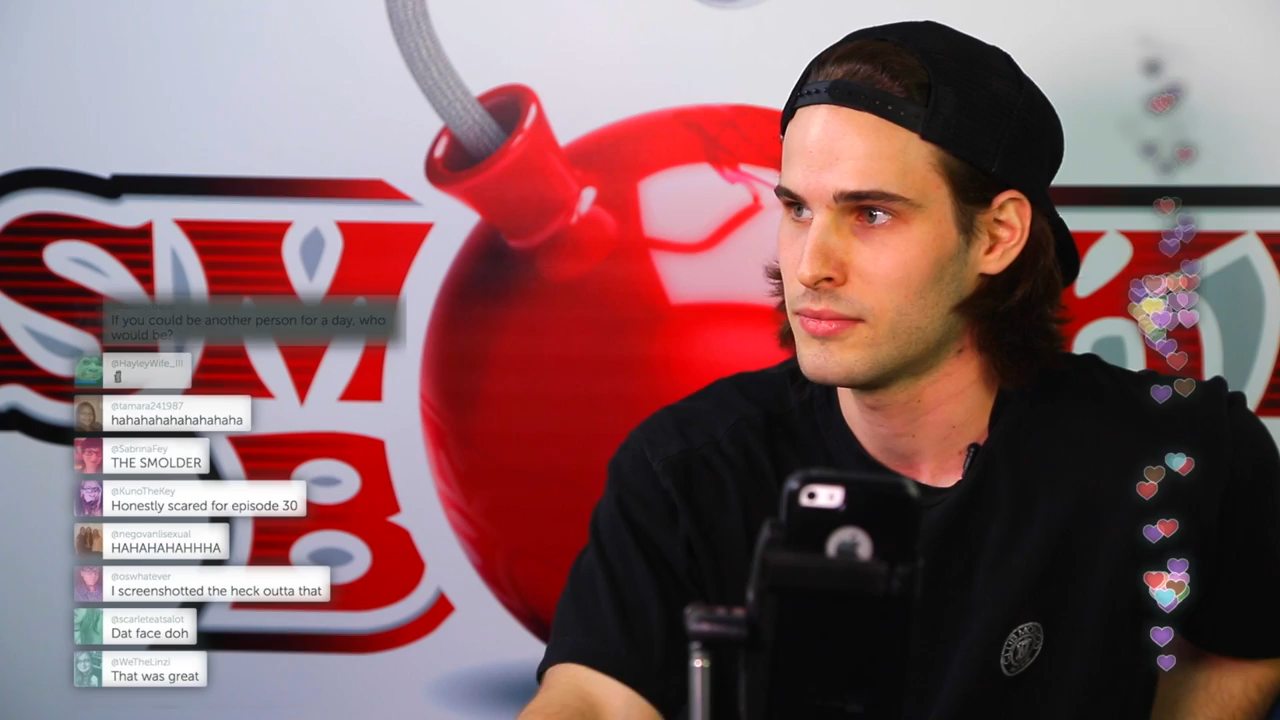 If you could be another person for a day, who
would be?
@HayleyWife_III
@tamara241987
hahahahahahahaha
@SabrinaFey
THE SMOLDER
@KunoTheKey
Honestly scared for episode 30
@negovanlisexual
HAHAHAHAHHHA
@oswhatever
I screenshotted the heck outta that
@scarleteatsalot
Dat face doh
@WeTheLinzi
That was great